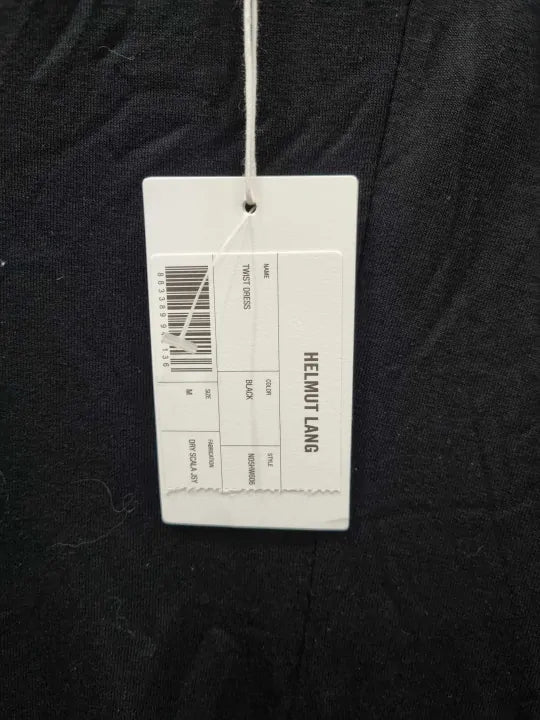 HELMUT LANG
NAME
TWIST DRESS
COLOR
BLACK
STYLE
SIZE
M
FABRICATION
DRY SCALA JSY